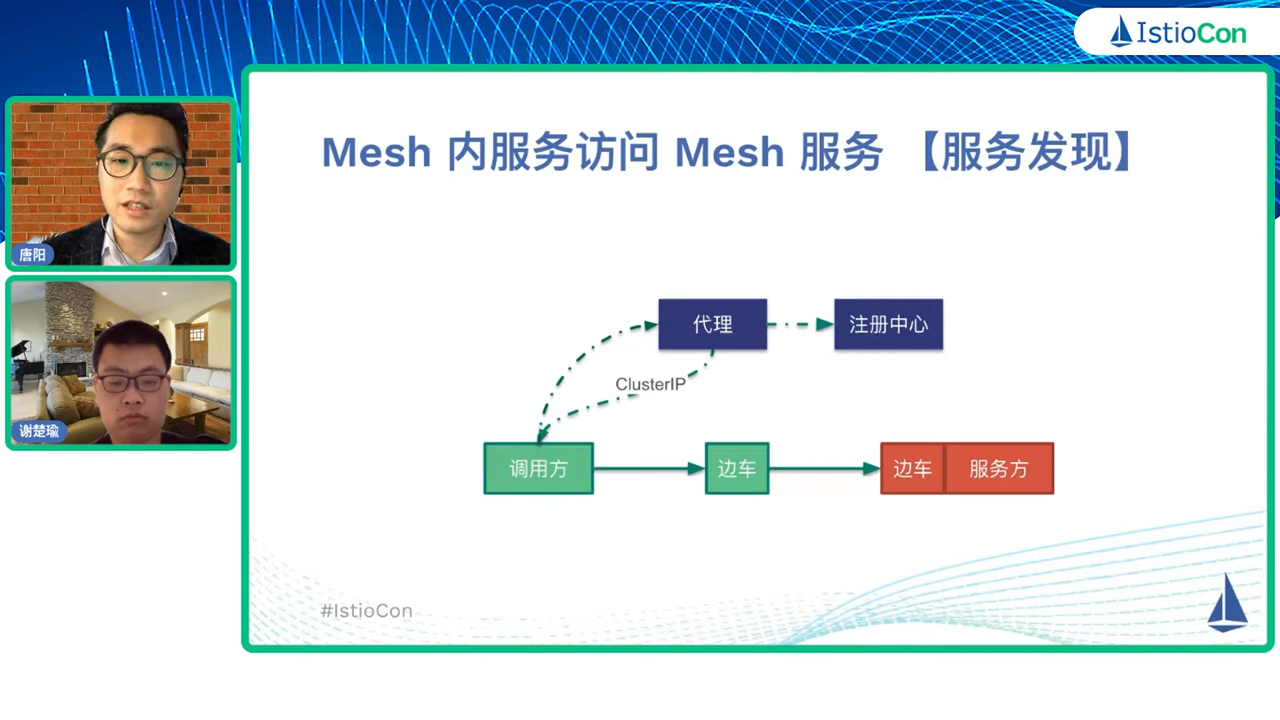 IstioCon
唐阳
谢楚瑜
Mesh 内服务访问 Mesh 服务 【服务发现】
代理
注册中心
ClusterIP
调用方
边车
边车
服务方
#IstioCon